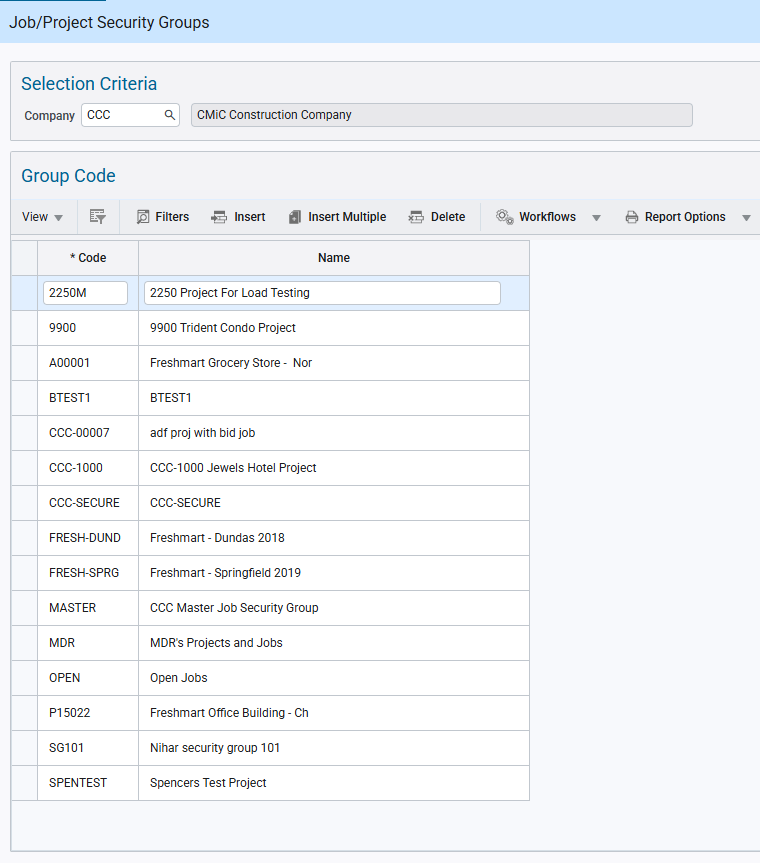 Job/Project Security Groups
Selection Criteria
Company CCC CMiC Construction Company
Group Code
View Filters Insert Insert Multiple Delete Workflows Report Options
* Code Name
2250M 2250 Project For Load Testing
9900 9900 Trident Condo Project
A00001 Freshmart Grocery Store - Nor
BTEST1 BTEST1
CCC-00007 adf proj with bid job
CCC-1000 CCC-1000 Jewels Hotel Project
CCC-SECURE CCC-SECURE
FRESH-DUND Freshmart - Dundas 2018
FRESH-SPRG Freshmart - Springfield 2019
MASTER CCC Master Job Security Group
MDR MDR's Projects and Jobs
OPEN Open Jobs
P15022 Freshmart Office Building - Ch
SG101 Nihar security group 101
SPENTEST Spencers Test Project